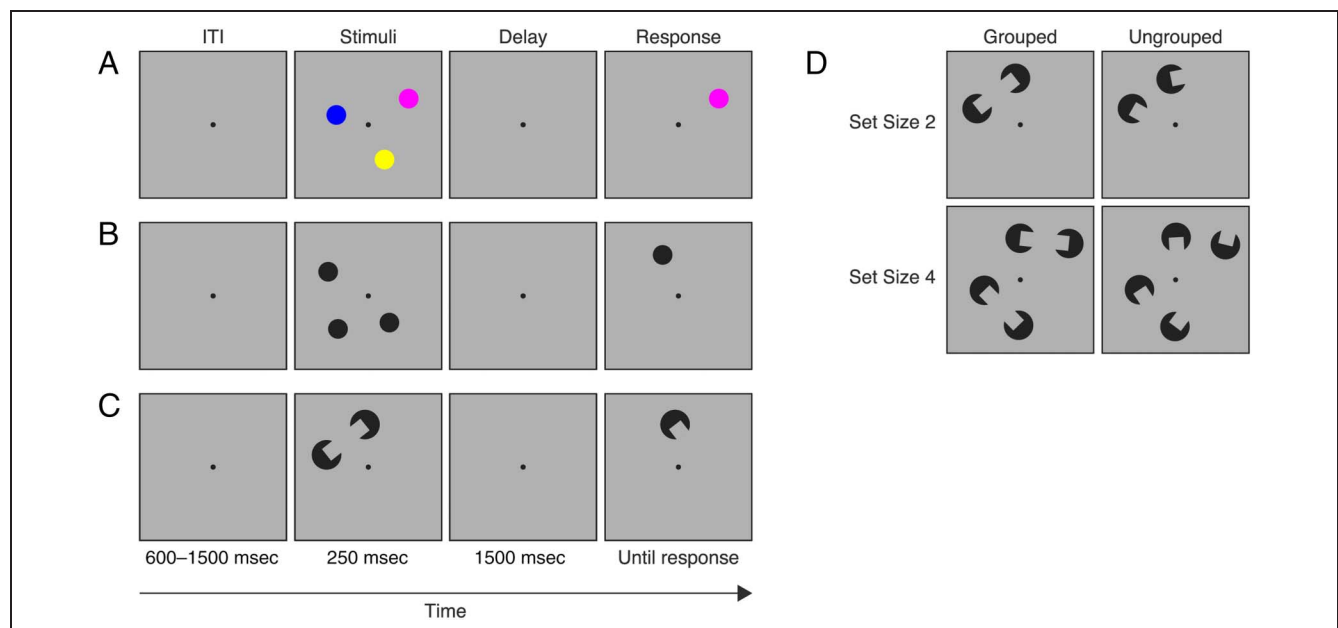 ITI Stimuli Delay Response
A
B
C
600–1500 msec 250 msec 1500 msec Until response
Time
D
Grouped Ungrouped
Set Size 2
Set Size 4